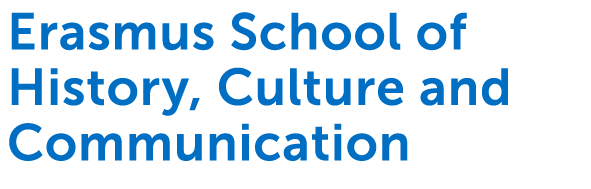 Erasmus School of
History, Culture and
Communication